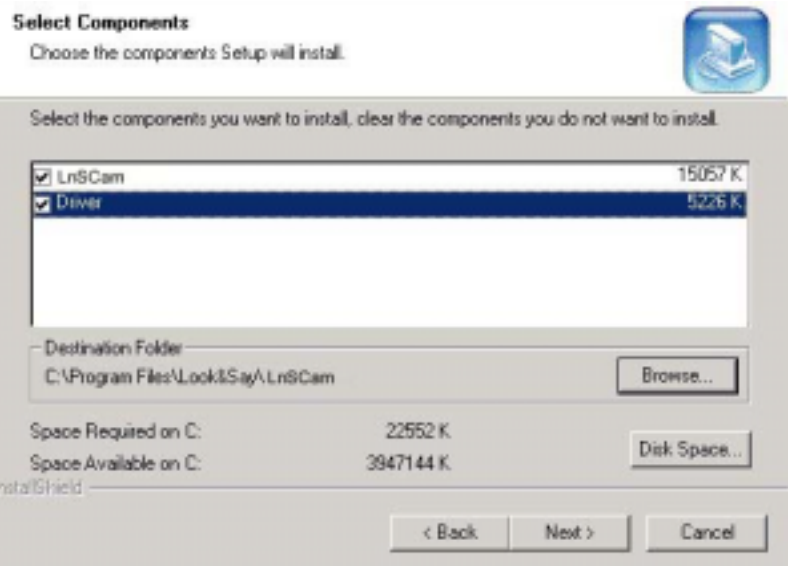 Select Components
Choose the components Setup will install.
Select the components you want to install, clear the components you do not want to install.
LnSCam 15057 K
Driver 5226 K
Destination Folder
C:\Program Files\Look&Say\LnSCam
Browse...
Space Required on C: 22552 K
Space Available on C: 3947144 K
Disk Space...
InstallShield
< Back Next > Cancel